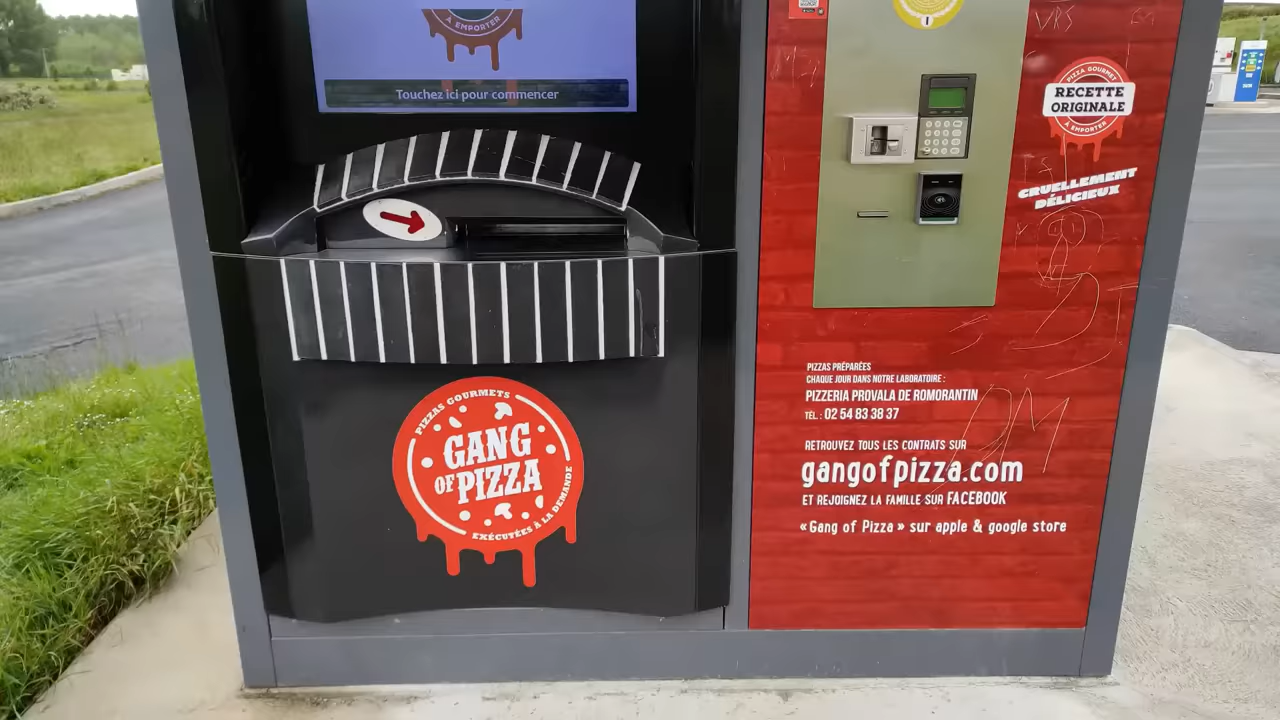 À EMPORTER
Touchez ici pour commencer
PIZZAS GOURMETS
GANG
OF PIZZA
EXÉCUTÉES À LA DEMANDE
VRS
PIZZA GOURMET
RECETTE
ORIGINALE
À EMPORTER
CRUELLEMENT
DÉLICIEUX
PIZZAS PRÉPARÉES
CHAQUE JOUR DANS NOTRE LABORATOIRE :
PIZZERIA PROVALA DE ROMORANTIN
TÉL : 02 54 83 38 37
RETROUVEZ TOUS LES CONTRATS SUR
gangofpizza.com
ET REJOIGNEZ LA FAMILLE SUR FACEBOOK
«Gang of Pizza» sur apple & google store